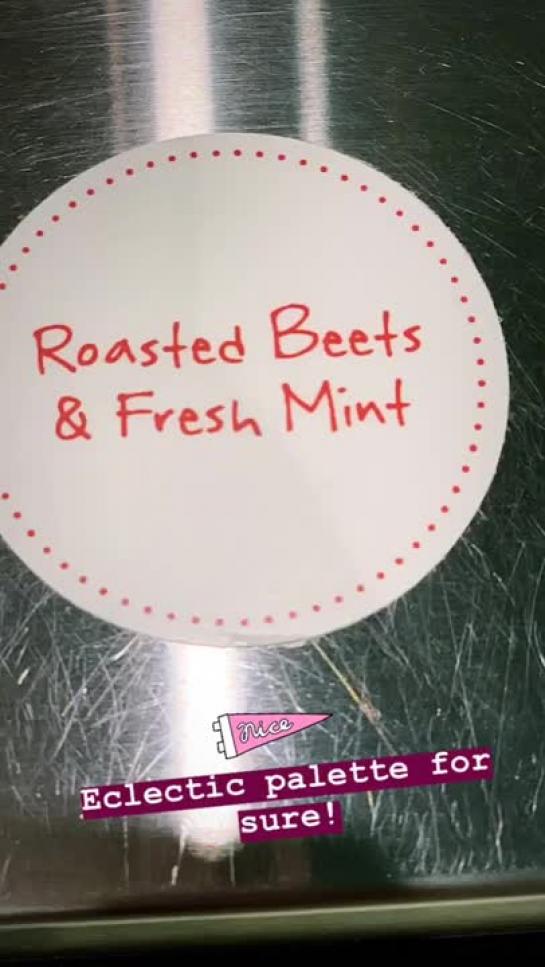 Roasted Beets
& Fresh Mint
Nice
Eclectic palette for
sure!